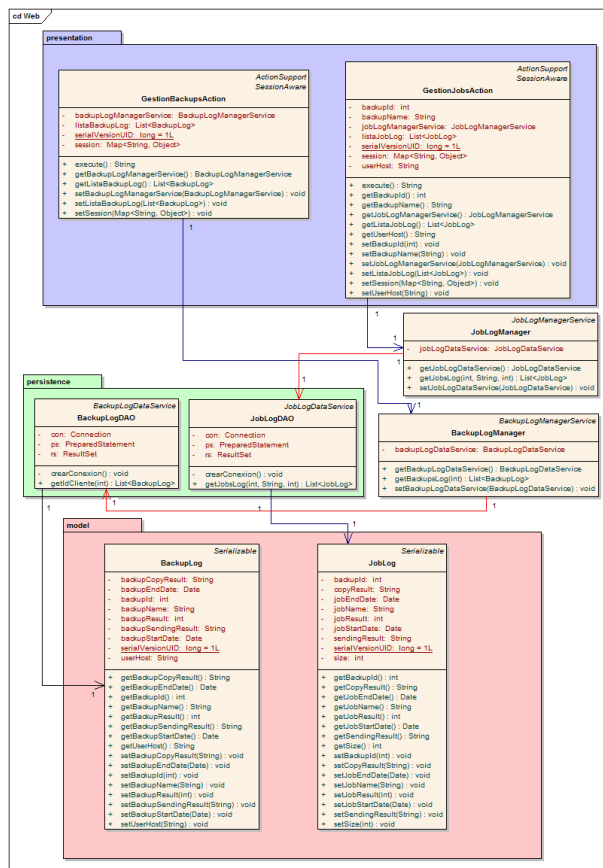 cd Web
presentation
ActionSupport
SessionAware
GestionBackupsAction
- backupLogManagerService: BackupLogManagerService
- listaBackupLog: List<BackupLog>
- serialVersionUID: long = 1L
- session: Map<String, Object>
+ execute() : String
+ getBackupLogManagerService() : BackupLogManagerService
+ getListaBackupLog() : List<BackupLog>
+ setBackupLogManagerService(BackupLogManagerService) : void
+ setListaBackupLog(List<BackupLog>) : void
+ setSession(Map<String, Object>) : void
ActionSupport
SessionAware
GestionJobsAction
- backupId: int
- backupName: String
- jobLogManagerService: JobLogManagerService
- listaJobLog: List<JobLog>
- serialVersionUID: long = 1L
- session: Map<String, Object>
- userHost: String
+ execute() : String
+ getBackupId() : int
+ getBackupName() : String
+ getJobLogManagerService() : JobLogManagerService
+ getListaJobLog() : List<JobLog>
+ getUserHost() : String
+ setBackupId(int) : void
+ setBackupName(String) : void
+ setJobLogManagerService(JobLogManagerService) : void
+ setListaJobLog(List<JobLog>) : void
+ setSession(Map<String, Object>) : void
+ setUserHost(String) : void
1
1
1
JobLogManagerService
JobLogManager
- jobLogDataService: JobLogDataService
+ getJobLogDataService() : JobLogDataService
+ getJobsLog(int, String, int) : List<JobLog>
+ setJobLogDataService(JobLogDataService) : void
1
1
persistence
BackupLogDataService
BackupLogDAO
- con: Connection
- ps: PreparedStatement
- rs: ResultSet
- crearConexion() : void
+ getIdCliente(int) : List<BackupLog>
JobLogDataService
JobLogDAO
- con: Connection
- ps: PreparedStatement
- rs: ResultSet
- crearConexion() : void
+ getJobsLog(int, String, int) : List<JobLog>
1
BackupLogManagerService
BackupLogManager
- backupLogDataService: BackupLogDataService
+ getBackupLogDataService() : BackupLogDataService
+ getBackupsLog(int) : List<BackupLog>
+ setBackupLogDataService(BackupLogDataService) : void
1
1
1
1
model
Serializable
BackupLog
- backupCopyResult: String
- backupEndDate: Date
- backupId: int
- backupName: String
- backupResult: int
- backupSendingResult: String
- backupStartDate: Date
- serialVersionUID: long = 1L
- userHost: String
+ getBackupCopyResult() : String
+ getBackupEndDate() : Date
+ getBackupId() : int
+ getBackupName() : String
+ getBackupResult() : int
+ getBackupSendingResult() : String
+ getBackupStartDate() : Date
+ getUserHost() : String
+ setBackupCopyResult(String) : void
+ setBackupEndDate(Date) : void
+ setBackupId(int) : void
+ setBackupName(String) : void
+ setBackupResult(int) : void
+ setBackupSendingResult(String) : void
+ setBackupStartDate(Date) : void
+ setUserHost(String) : void
1
1
Serializable
JobLog
- backupId: int
- copyResult: String
- jobEndDate: Date
- jobName: String
- jobResult: int
- jobStartDate: Date
- sendingResult: String
- serialVersionUID: long = 1L
- size: int
+ getBackupId() : int
+ getCopyResult() : String
+ getJobEndDate() : Date
+ getJobName() : String
+ getJobResult() : int
+ getJobStartDate() : Date
+ getSendingResult() : String
+ getSize() : int
+ setBackupId(int) : void
+ setCopyResult(String) : void
+ setJobEndDate(Date) : void
+ setJobName(String) : void
+ setJobResult(int) : void
+ setJobStartDate(Date) : void
+ setSendingResult(String) : void
+ setSize(int) : void